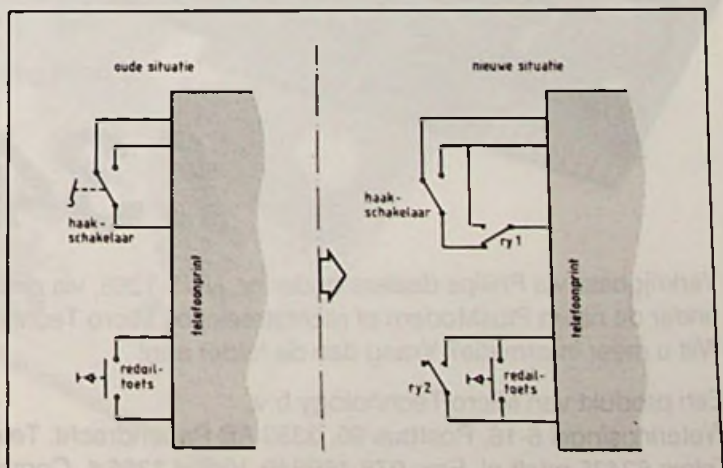 oude situatie
haak-
schakelaar
telefoonprint
redail-
toets
nieuwe situatie
haak-
schakelaar
ry1
telefoonprint
ry2
redail-
toets